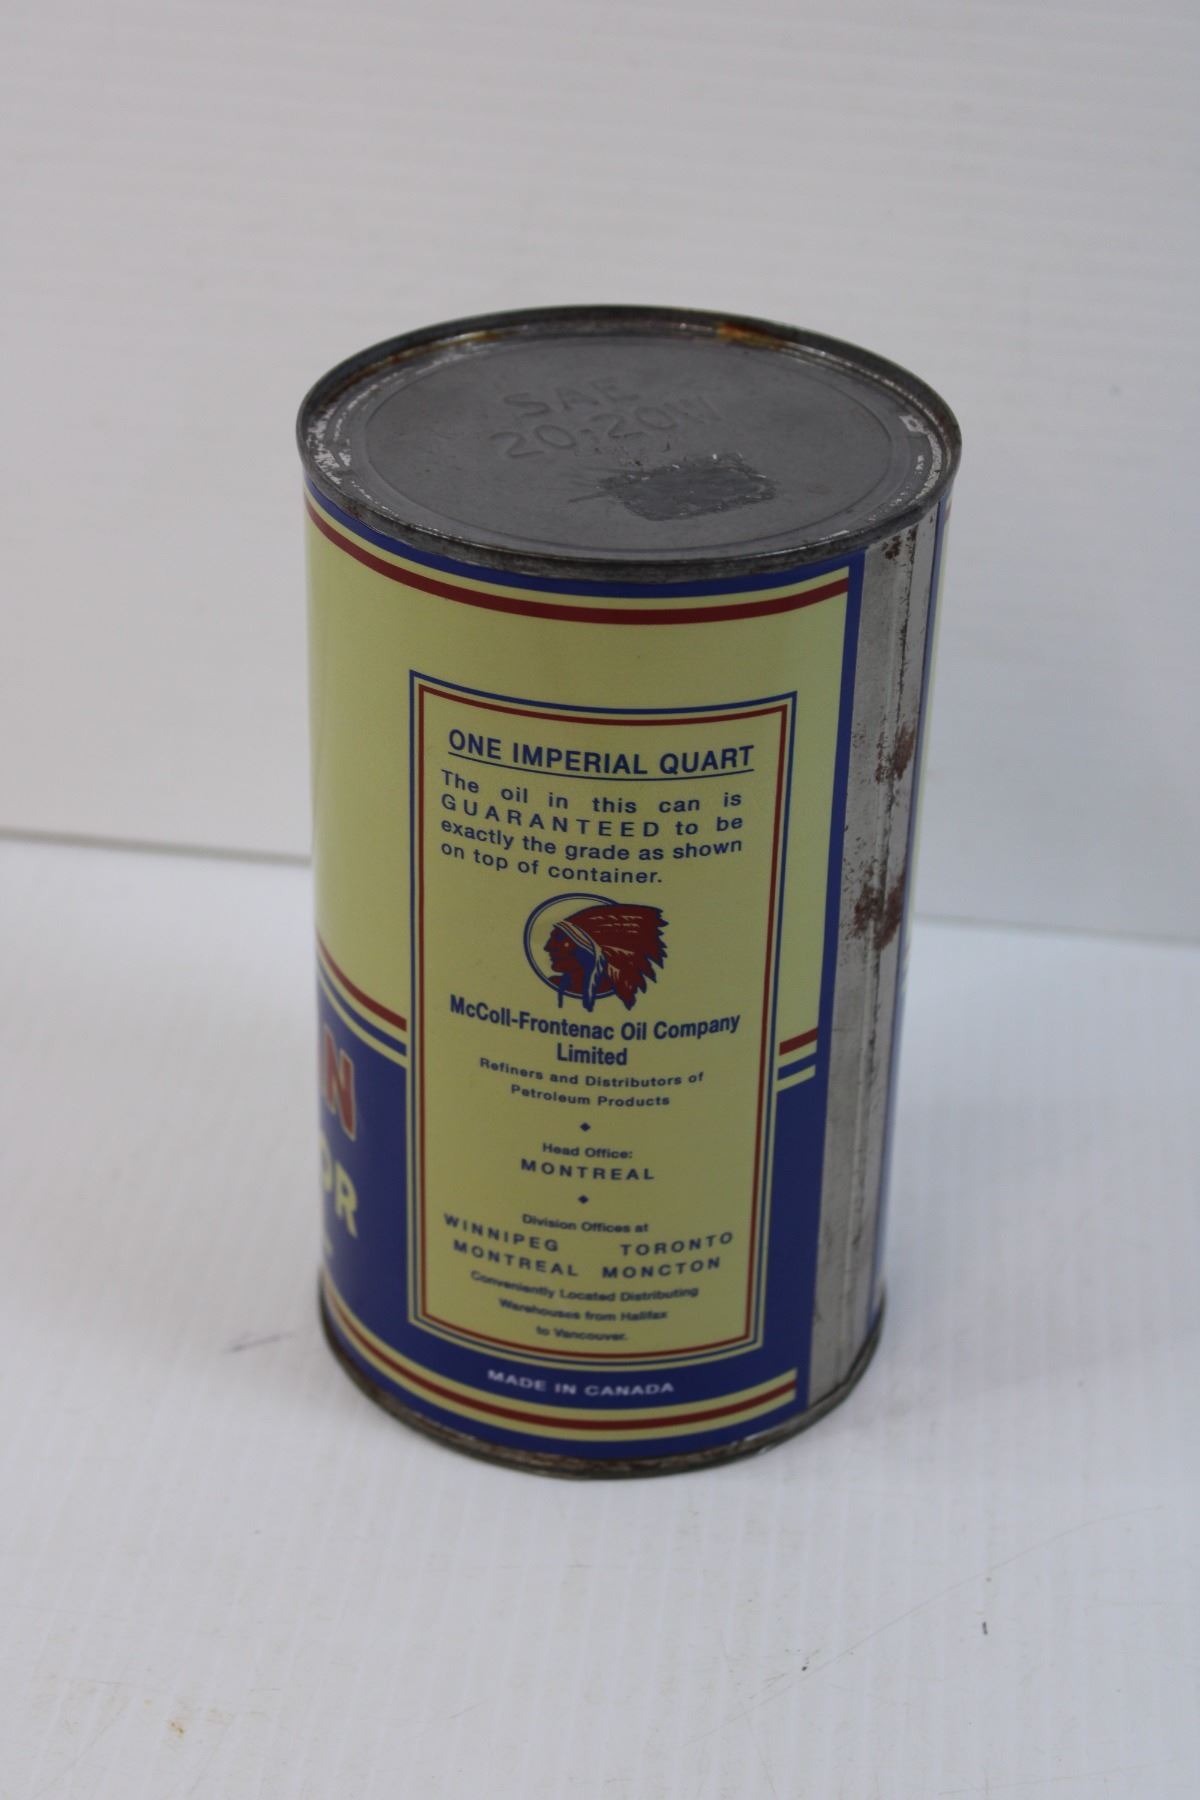 SAE
20-20W
ONE IMPERIAL QUART
The oil in this can is
GUARANTEED to be
exactly the grade as shown
on top of container.
McColl-Frontenac Oil Company
Limited
Refiners and Distributors of
Petroleum Products
Head Office:
MONTREAL
Division Offices at
WINNIPEG TORONTO
MONTREAL MONCTON
Conveniently Located Distributing
Warehouses from Halifax
to Vancouver.
MADE IN CANADA